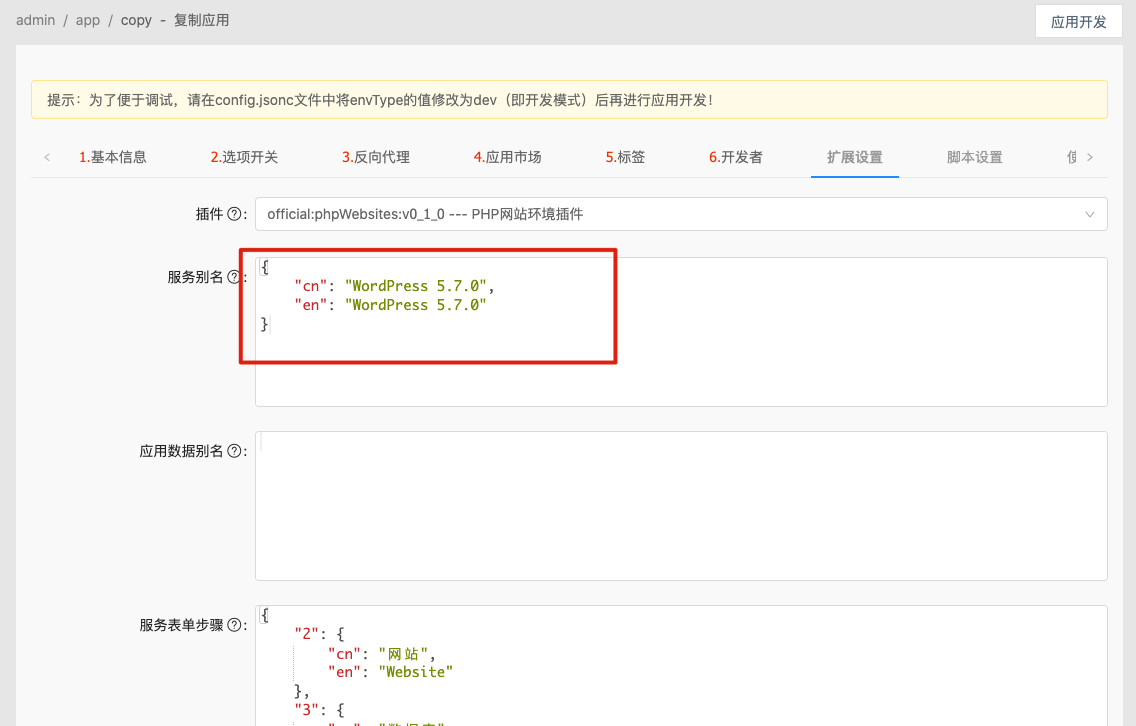 admin / app / copy - 复制应用
应用开发
提示：为了便于调试，请在config.jsonc文件中将envType的值修改为dev（即开发模式）后再进行应用开发！
1.基本信息 2.选项开关 3.反向代理 4.应用市场 5.标签 6.开发者 扩展设置 脚本设置
插件 ?: official:phpWebsites:v0_1_0 --- PHP网站环境插件
服务别名 ?: {
"cn": "WordPress 5.7.0",
"en": "WordPress 5.7.0"
}
应用数据别名 ?:
服务表单步骤 ?: {
"2": {
"cn": "网站",
"en": "Website"
},
"3": {